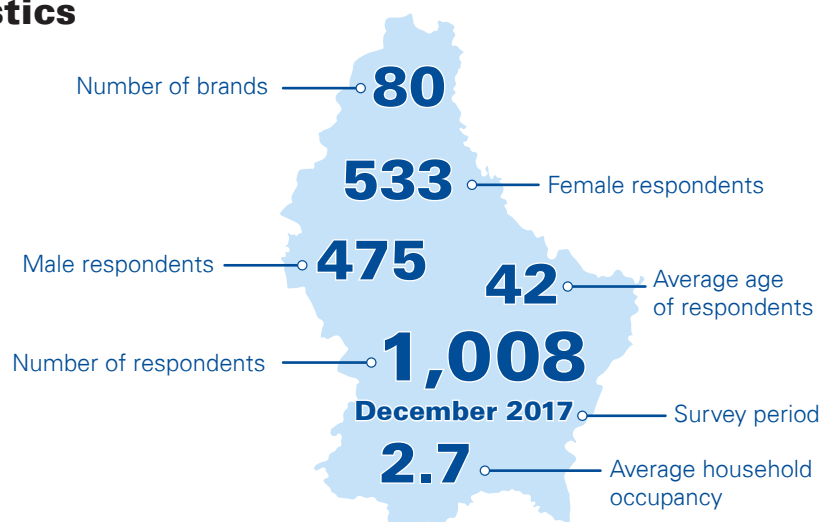 stics
Number of brands
80
533
Female respondents
Male respondents
475
42
Average age
of respondents
Number of respondents
1,008
December 2017
Survey period
2.7
Average household
occupancy